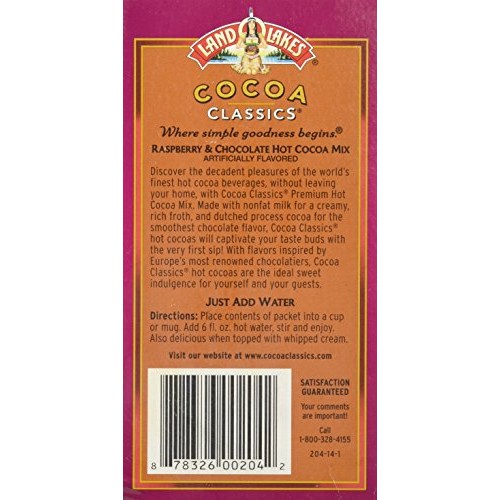 LAND O LAKES®
COCOA
CLASSICS®
Where simple goodness begins.®
RASPBERRY & CHOCOLATE HOT COCOA MIX
ARTIFICIALLY FLAVORED
Discover the decadent pleasures of the world's
finest hot cocoa beverages, without leaving
your home, with Cocoa Classics® Premium Hot
Cocoa Mix. Made with nonfat milk for a creamy,
rich froth, and dutched process cocoa for the
smoothest chocolate flavor, Cocoa Classics®
hot cocoas will captivate your taste buds with
the very first sip! With flavors inspired by
Europe's most renowned chocolatiers, Cocoa
Classics® hot cocoas are the ideal sweet
indulgence for yourself and your guests.
JUST ADD WATER
Directions: Place contents of packet into a cup
or mug. Add 6 fl. oz. hot water, stir and enjoy.
Also delicious when topped with whipped cream.
Visit our website at www.cocoaclassics.com
SATISFACTION
GUARANTEED
Your comments
are important!
Call
1-800-328-4155
204-14-1
8 78326 00204 2